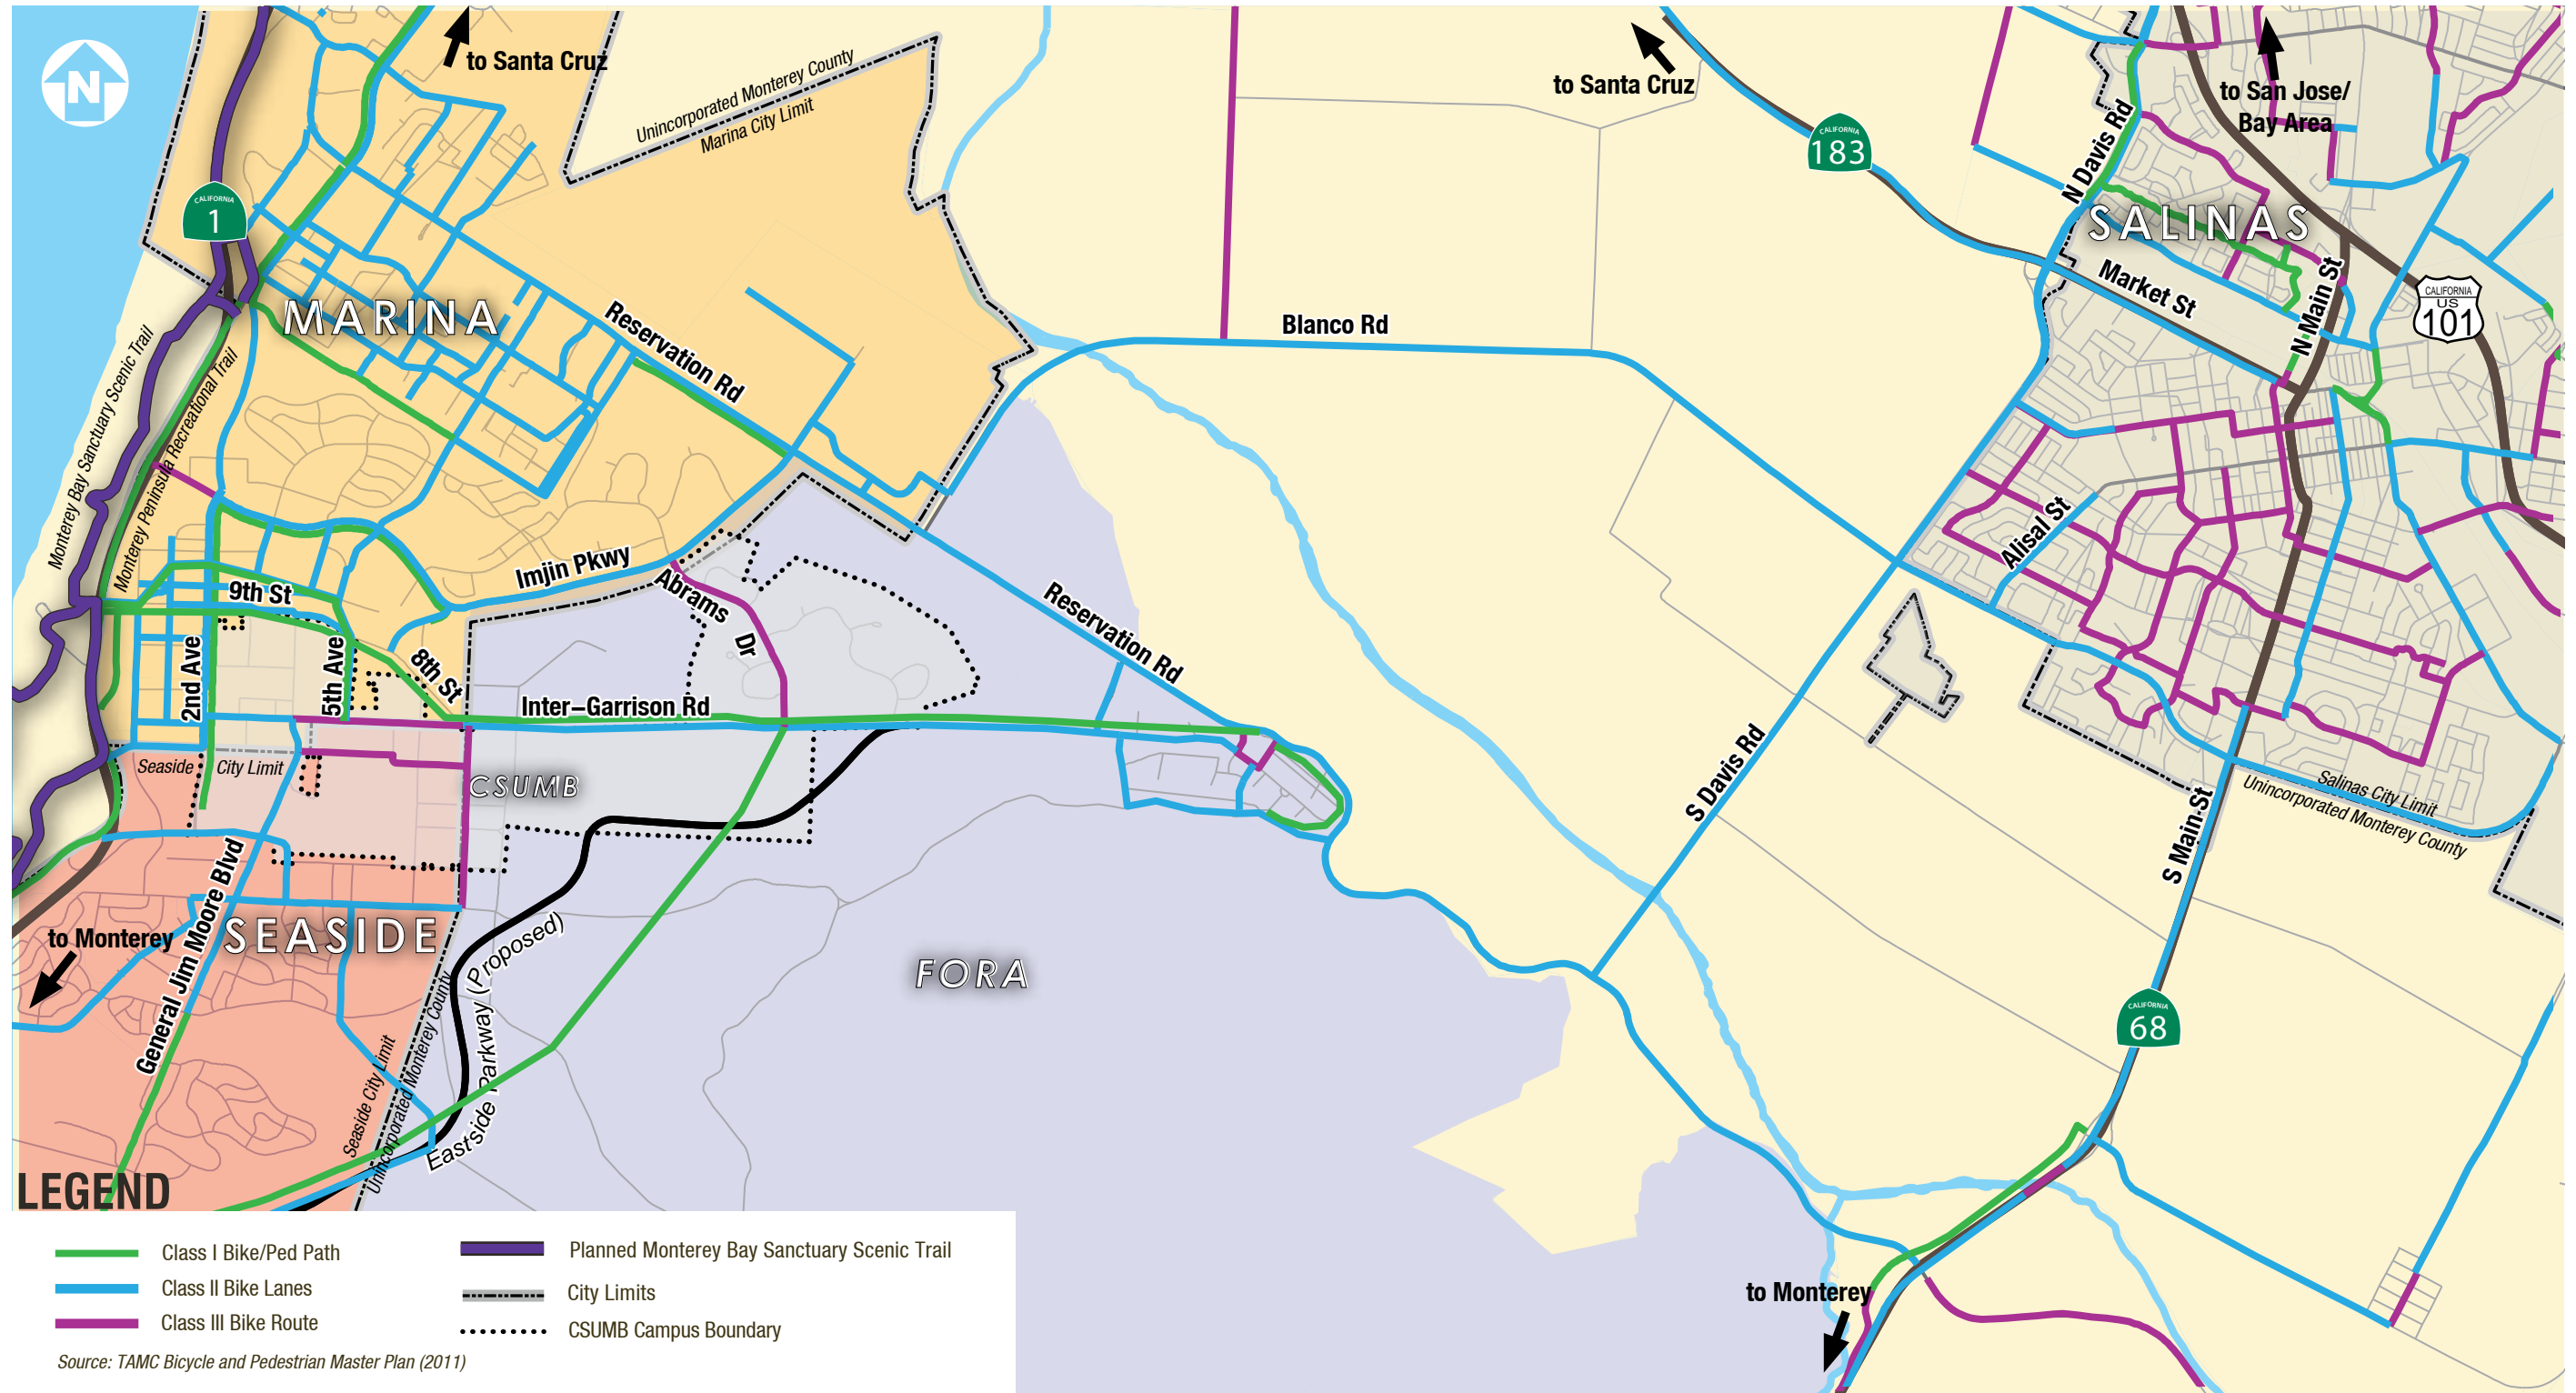 N
to Santa Cruz
Unincorporated Monterey County
Marina City Limit
to Santa Cruz
CALIFORNIA
183
N Davis Rd
to San Jose/
Bay Area
CALIFORNIA
1
SALINAS
MARINA
Reservation Rd
Blanco Rd
Market St
N Main St
CALIFORNIA
US
101
Monterey Bay Sanctuary Scenic Trail
Monterey Peninsula Recreational Trail
Alisal St
Imjin Pkwy
Abrams
Dr
9th St
Reservation Rd
2nd Ave
5th Ave
8th St
Inter-Garrison Rd
Seaside
City Limit
CSUMB
S Davis Rd
Salinas City Limit
Unincorporated Monterey County
S Main St
General Jim Moore Blvd
to Monterey
SEASIDE
FORA
Eastside Parkway (Proposed)
Seaside City Limit
Unincorporated Monterey County
CALIFORNIA
68
to Monterey
LEGEND
Class I Bike/Ped Path
Class II Bike Lanes
Class III Bike Route
Planned Monterey Bay Sanctuary Scenic Trail
City Limits
CSUMB Campus Boundary
Source: TAMC Bicycle and Pedestrian Master Plan (2011)